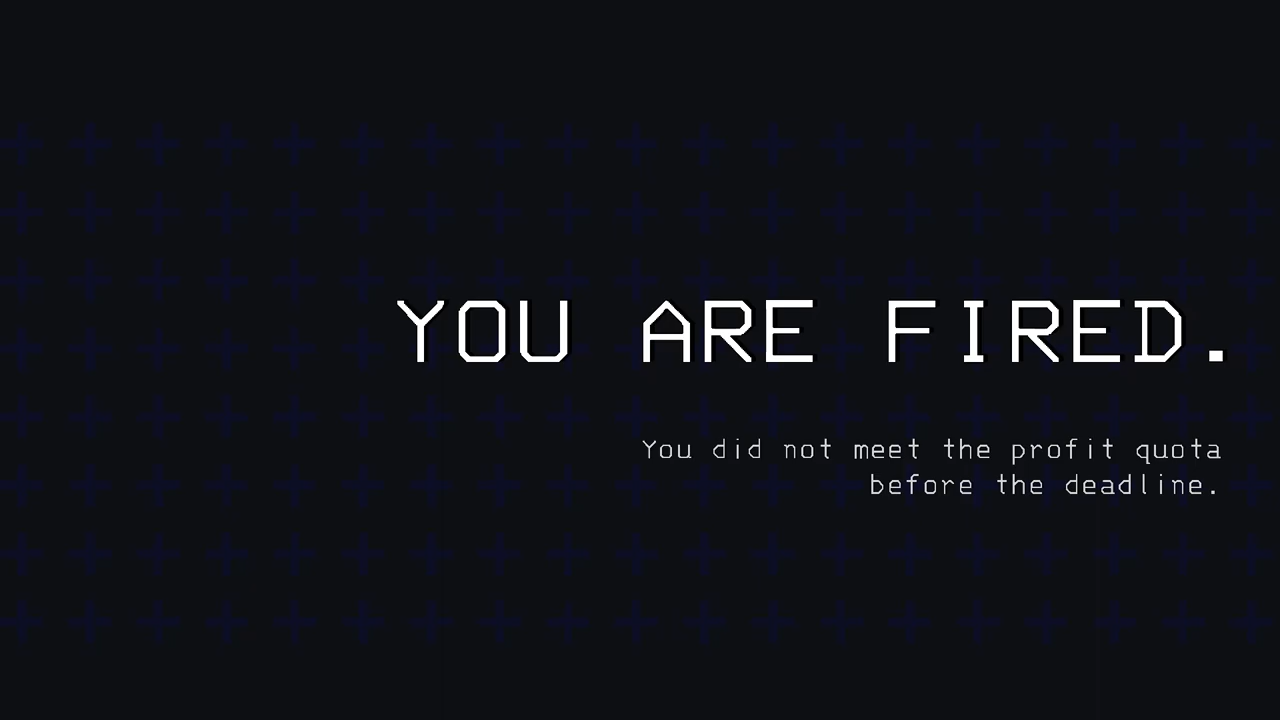 YOU ARE FIRED.
You did not meet the profit quota
before the deadline.